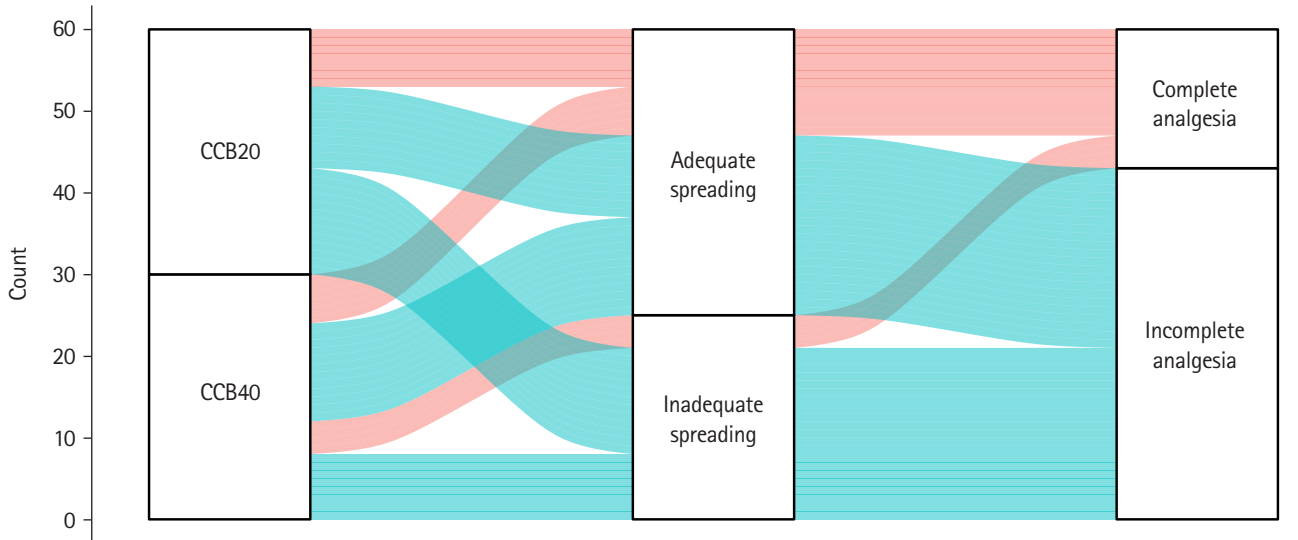 60
50
40
30
20
10
0
Count
CCB20
CCB40
Adequate
spreading
Inadequate
spreading
Complete
analgesia
Incomplete
analgesia